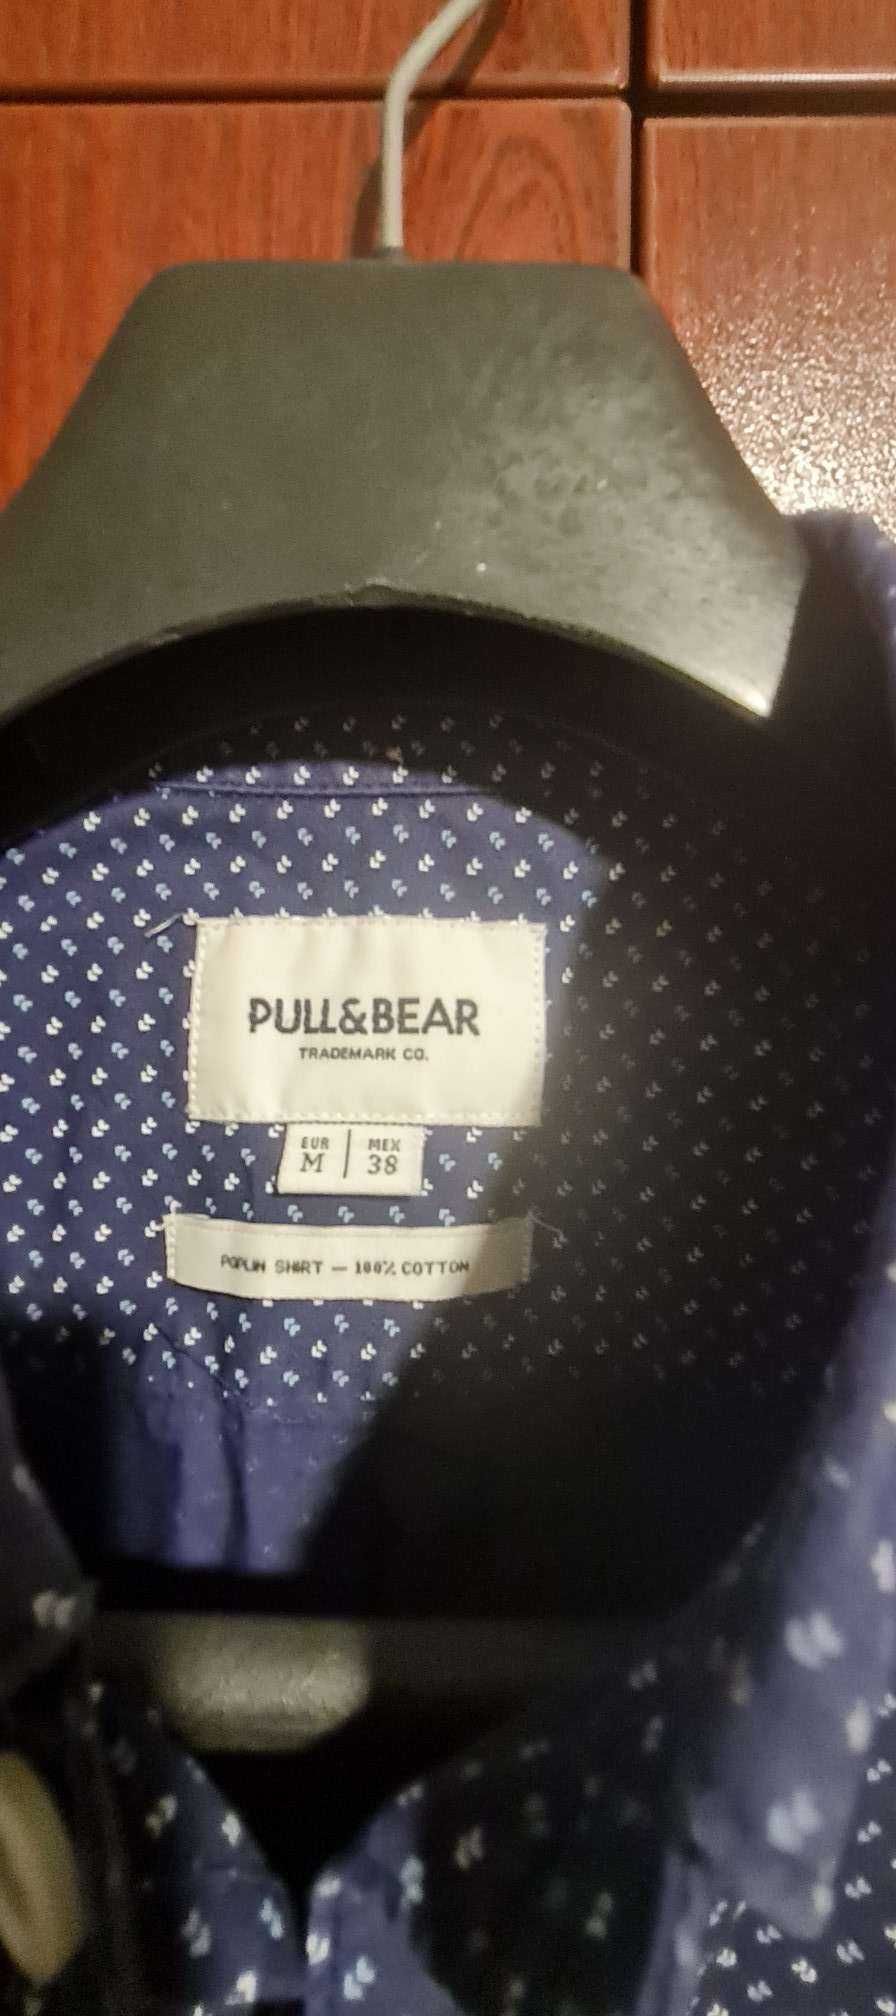 PULL&BEAR
TRADEMARK CO.
EUR | MEX
M | 38
POPLIN SHIRT — 100% COTTON